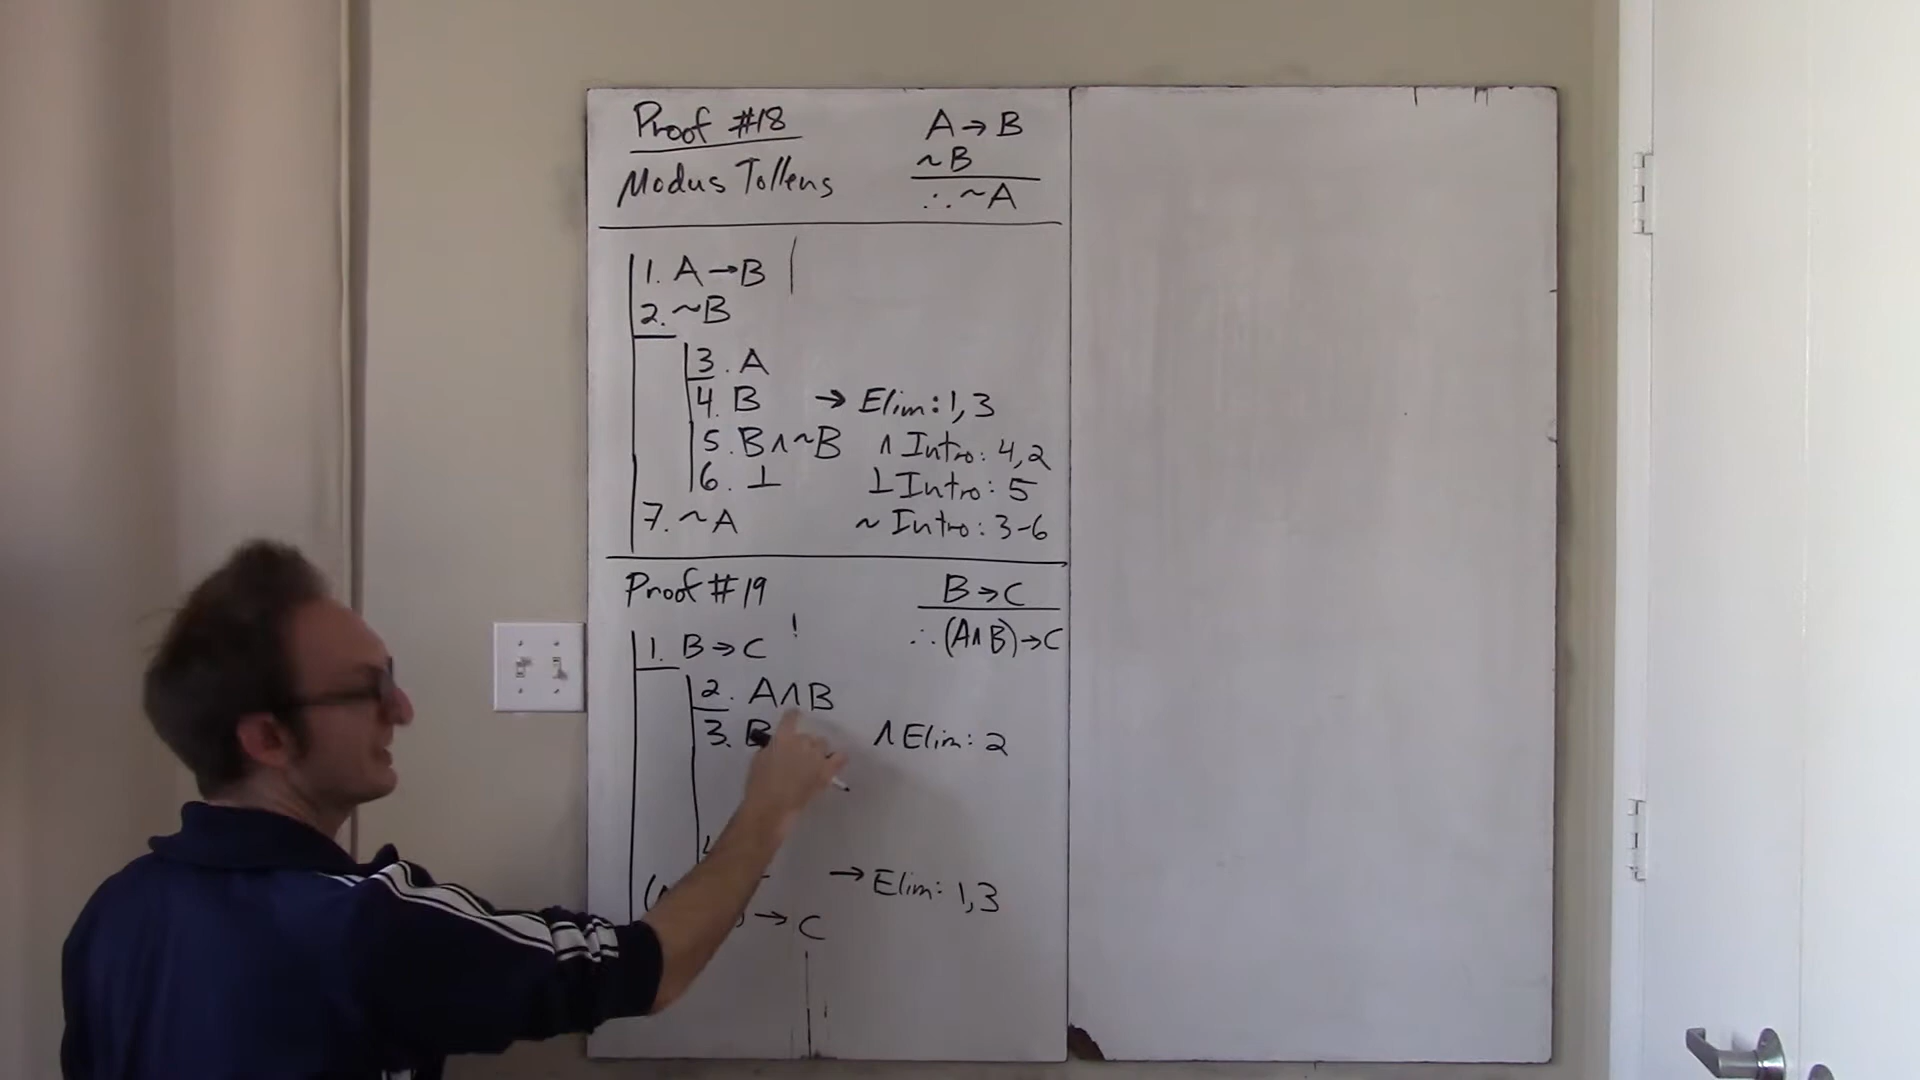 Proof #18
A → B
Modus Tollens
~B
∴ ~A
1. A → B
2. ~B
3. A
4. B → Elim: 1, 3
5. B ∧ ~B ∧ Intro: 4, 2
6. ⊥ ⊥ Intro: 5
7. ~A ~ Intro: 3-6
Proof #19
B → C
∴ (A ∧ B) → C
1. B → C
2. A ∧ B
3. B ∧ Elim: 2
→ Elim: 1, 3
) → C